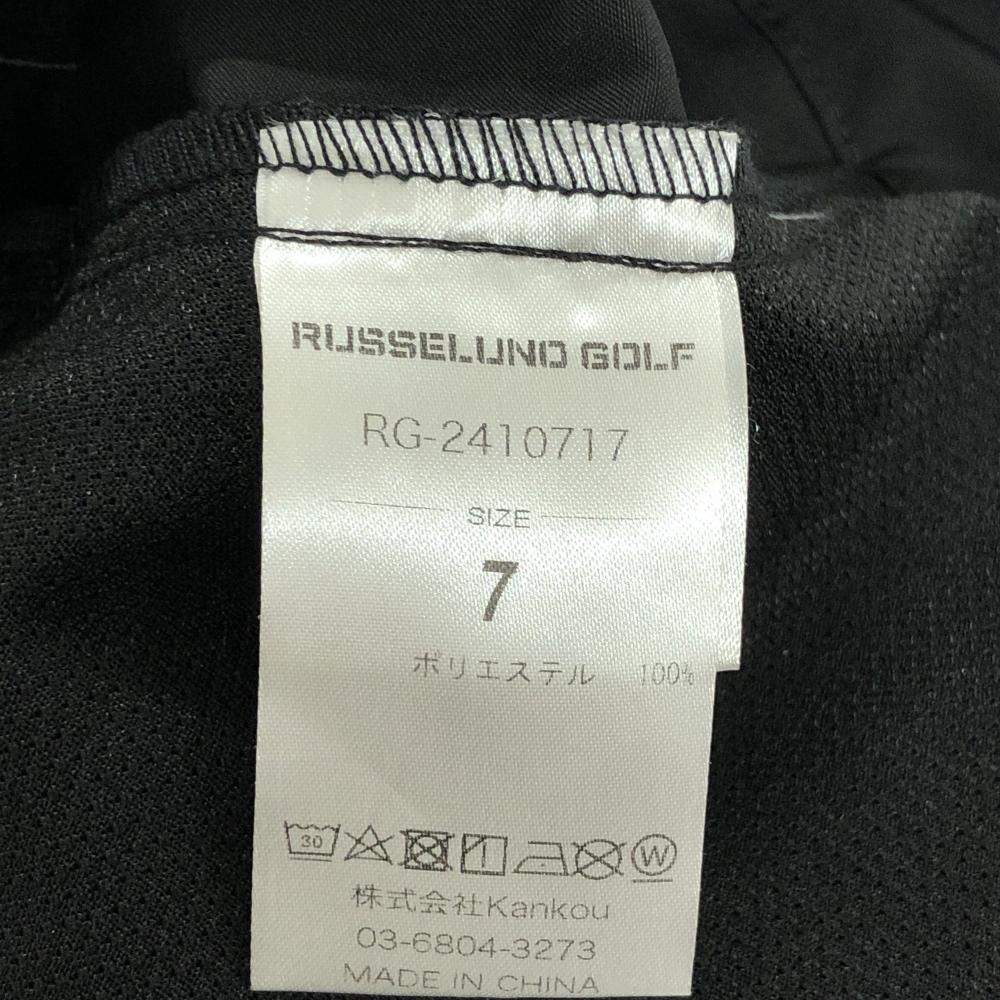 RUSSELUNO GOLF
RG-2410717
SIZE
7
ポリエステル 100%
30 W
株式会社Kankou
03-6804-3273
MADE IN CHINA